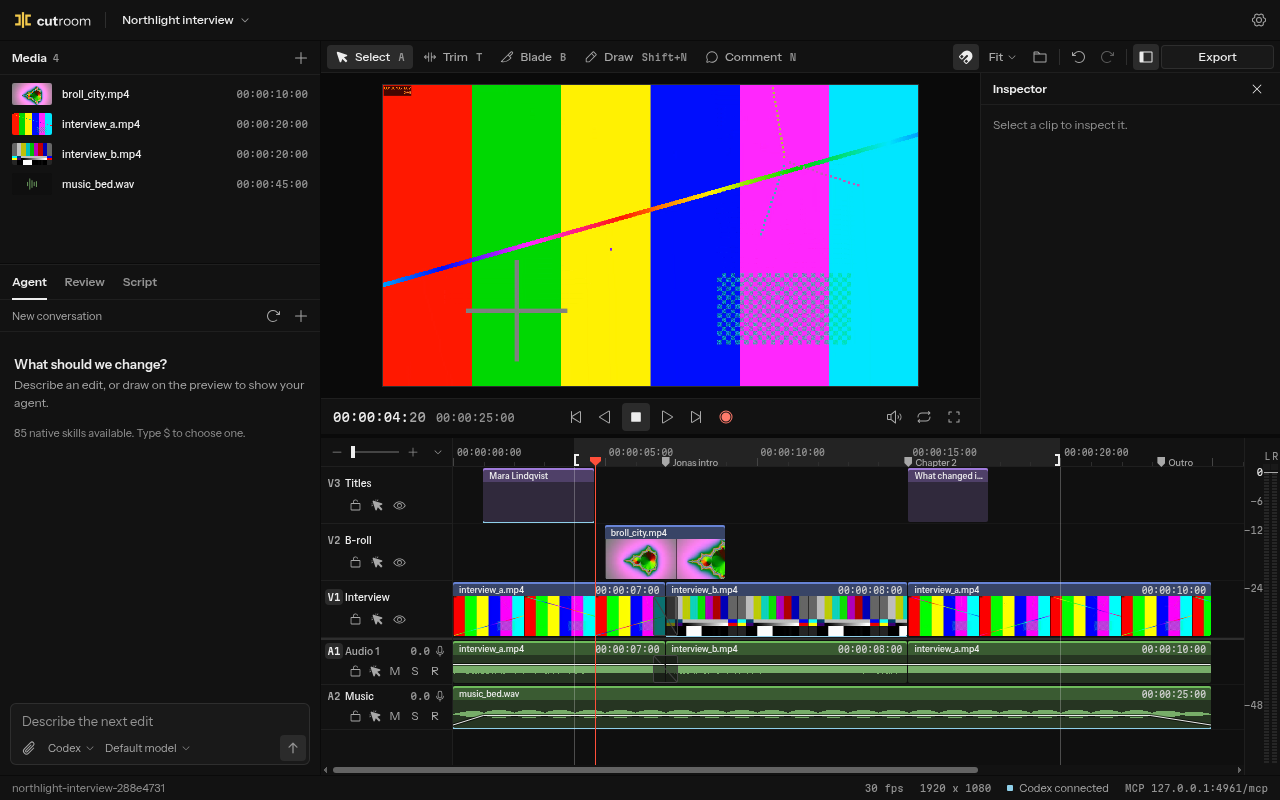 cutroom
Northlight interview
Media 4
broll_city.mp4 00:00:10:00
interview_a.mp4 00:00:20:00
interview_b.mp4 00:00:20:00
music_bed.wav 00:00:45:00
Select A
Trim T
Blade B
Draw Shift+N
Comment N
Fit
Export
Inspector
Select a clip to inspect it.
Agent Review Script
New conversation
What should we change?
Describe an edit, or draw on the preview to show your
agent.
85 native skills available. Type $ to choose one.
Describe the next edit
Codex Default model
00:00:04:20 00:00:25:00
00:00:00:00 00:00:05:00 00:00:10:00 00:00:15:00 00:00:20:00
Jonas intro Chapter 2 Outro
L R
0
-6
-12
-24
-48
V3 Titles
Mara Lindqvist
What changed i...
V2 B-roll
broll_city.mp4
V1 Interview
interview_a.mp4 00:00:07:00
interview_b.mp4 00:00:08:00
interview_a.mp4 00:00:10:00
A1 Audio 1 0.0
M S R
interview_a.mp4 00:00:07:00
interview_b.mp4 00:00:08:00
interview_a.mp4 00:00:10:00
A2 Music 0.0
M S R
music_bed.wav 00:00:25:00
northlight-interview-288e4731
30 fps 1920 x 1080 Codex connected MCP 127.0.0.1:4961/mcp